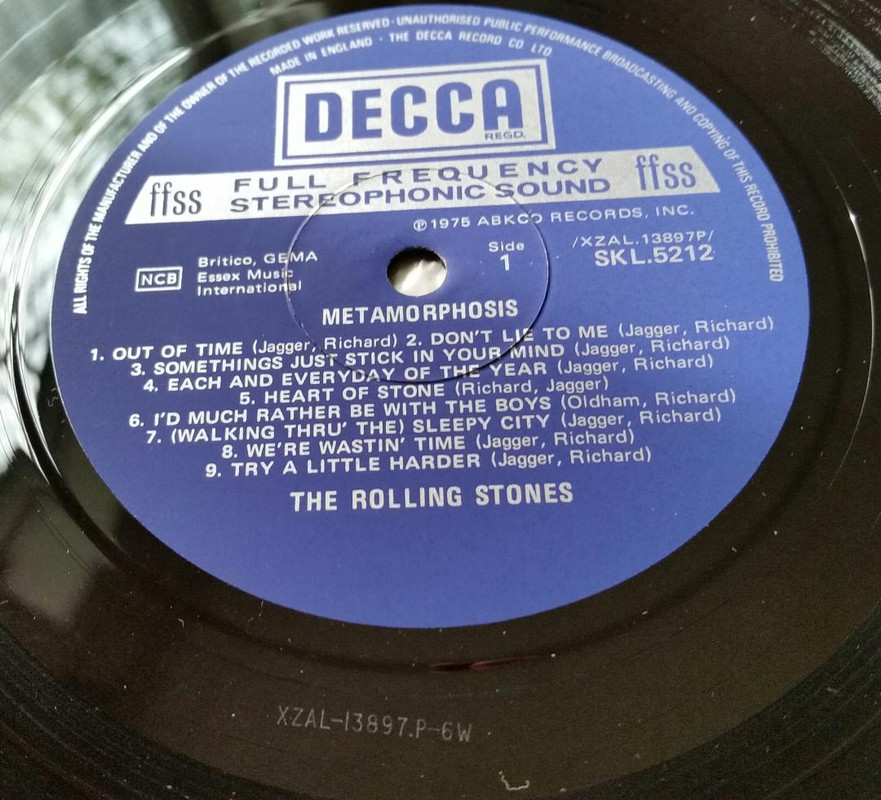 ALL RIGHTS OF THE MANUFACTURER AND OF THE OWNER OF THE RECORDED WORK RESERVED · UNAUTHORISED PUBLIC PERFORMANCE BROADCASTING AND COPYING OF THIS RECORD PROHIBITED
MADE IN ENGLAND · THE DECCA RECORD CO LTD
DECCA
REGD.
ffss FULL FREQUENCY ffss
STEREOPHONIC SOUND
℗1975 ABKCO RECORDS, INC.
NCB
Britico, GEMA
Essex Music
International
Side
1
/XZAL.13897P/
SKL.5212
METAMORPHOSIS
1. OUT OF TIME (Jagger, Richard) 2. DON'T LIE TO ME (Jagger, Richard)
3. SOMETHINGS JUST STICK IN YOUR MIND (Jagger, Richard)
4. EACH AND EVERYDAY OF THE YEAR (Jagger, Richard)
5. HEART OF STONE (Richard, Jagger)
6. I'D MUCH RATHER BE WITH THE BOYS (Oldham, Richard)
7. (WALKING THRU' THE) SLEEPY CITY (Jagger, Richard)
8. WE'RE WASTIN' TIME (Jagger, Richard)
9. TRY A LITTLE HARDER (Jagger, Richard)
THE ROLLING STONES
XZAL-13897.P-6W